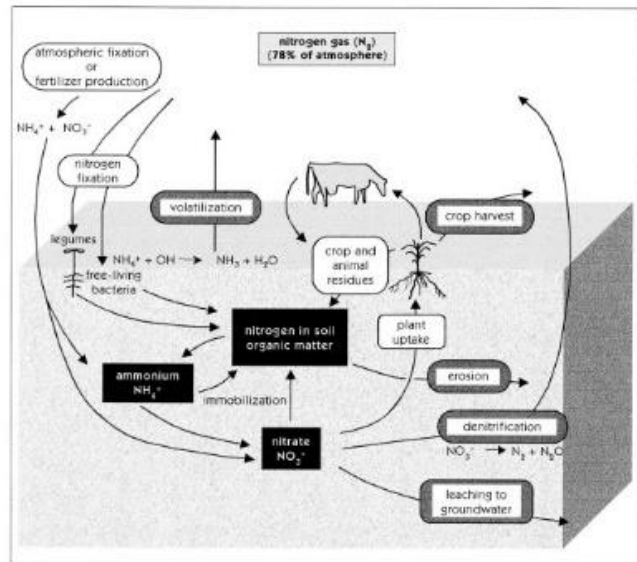 nitrogen gas (N₂)
(78% of atmosphere)
atmospheric fixation
or
fertilizer production
NH₄⁺ + NO₃⁻
nitrogen
fixation
volatilization
crop harvest
legumes
NH₄⁺ + OH → NH₃ + H₂O
free-living
bacteria
crop and
animal
residues
nitrogen in soil
organic matter
plant
uptake
ammonium
NH₄⁺
immobilization
erosion
nitrate
NO₃⁻
denitrification
NO₃⁻ → N₂ + N₂O
leaching to
groundwater